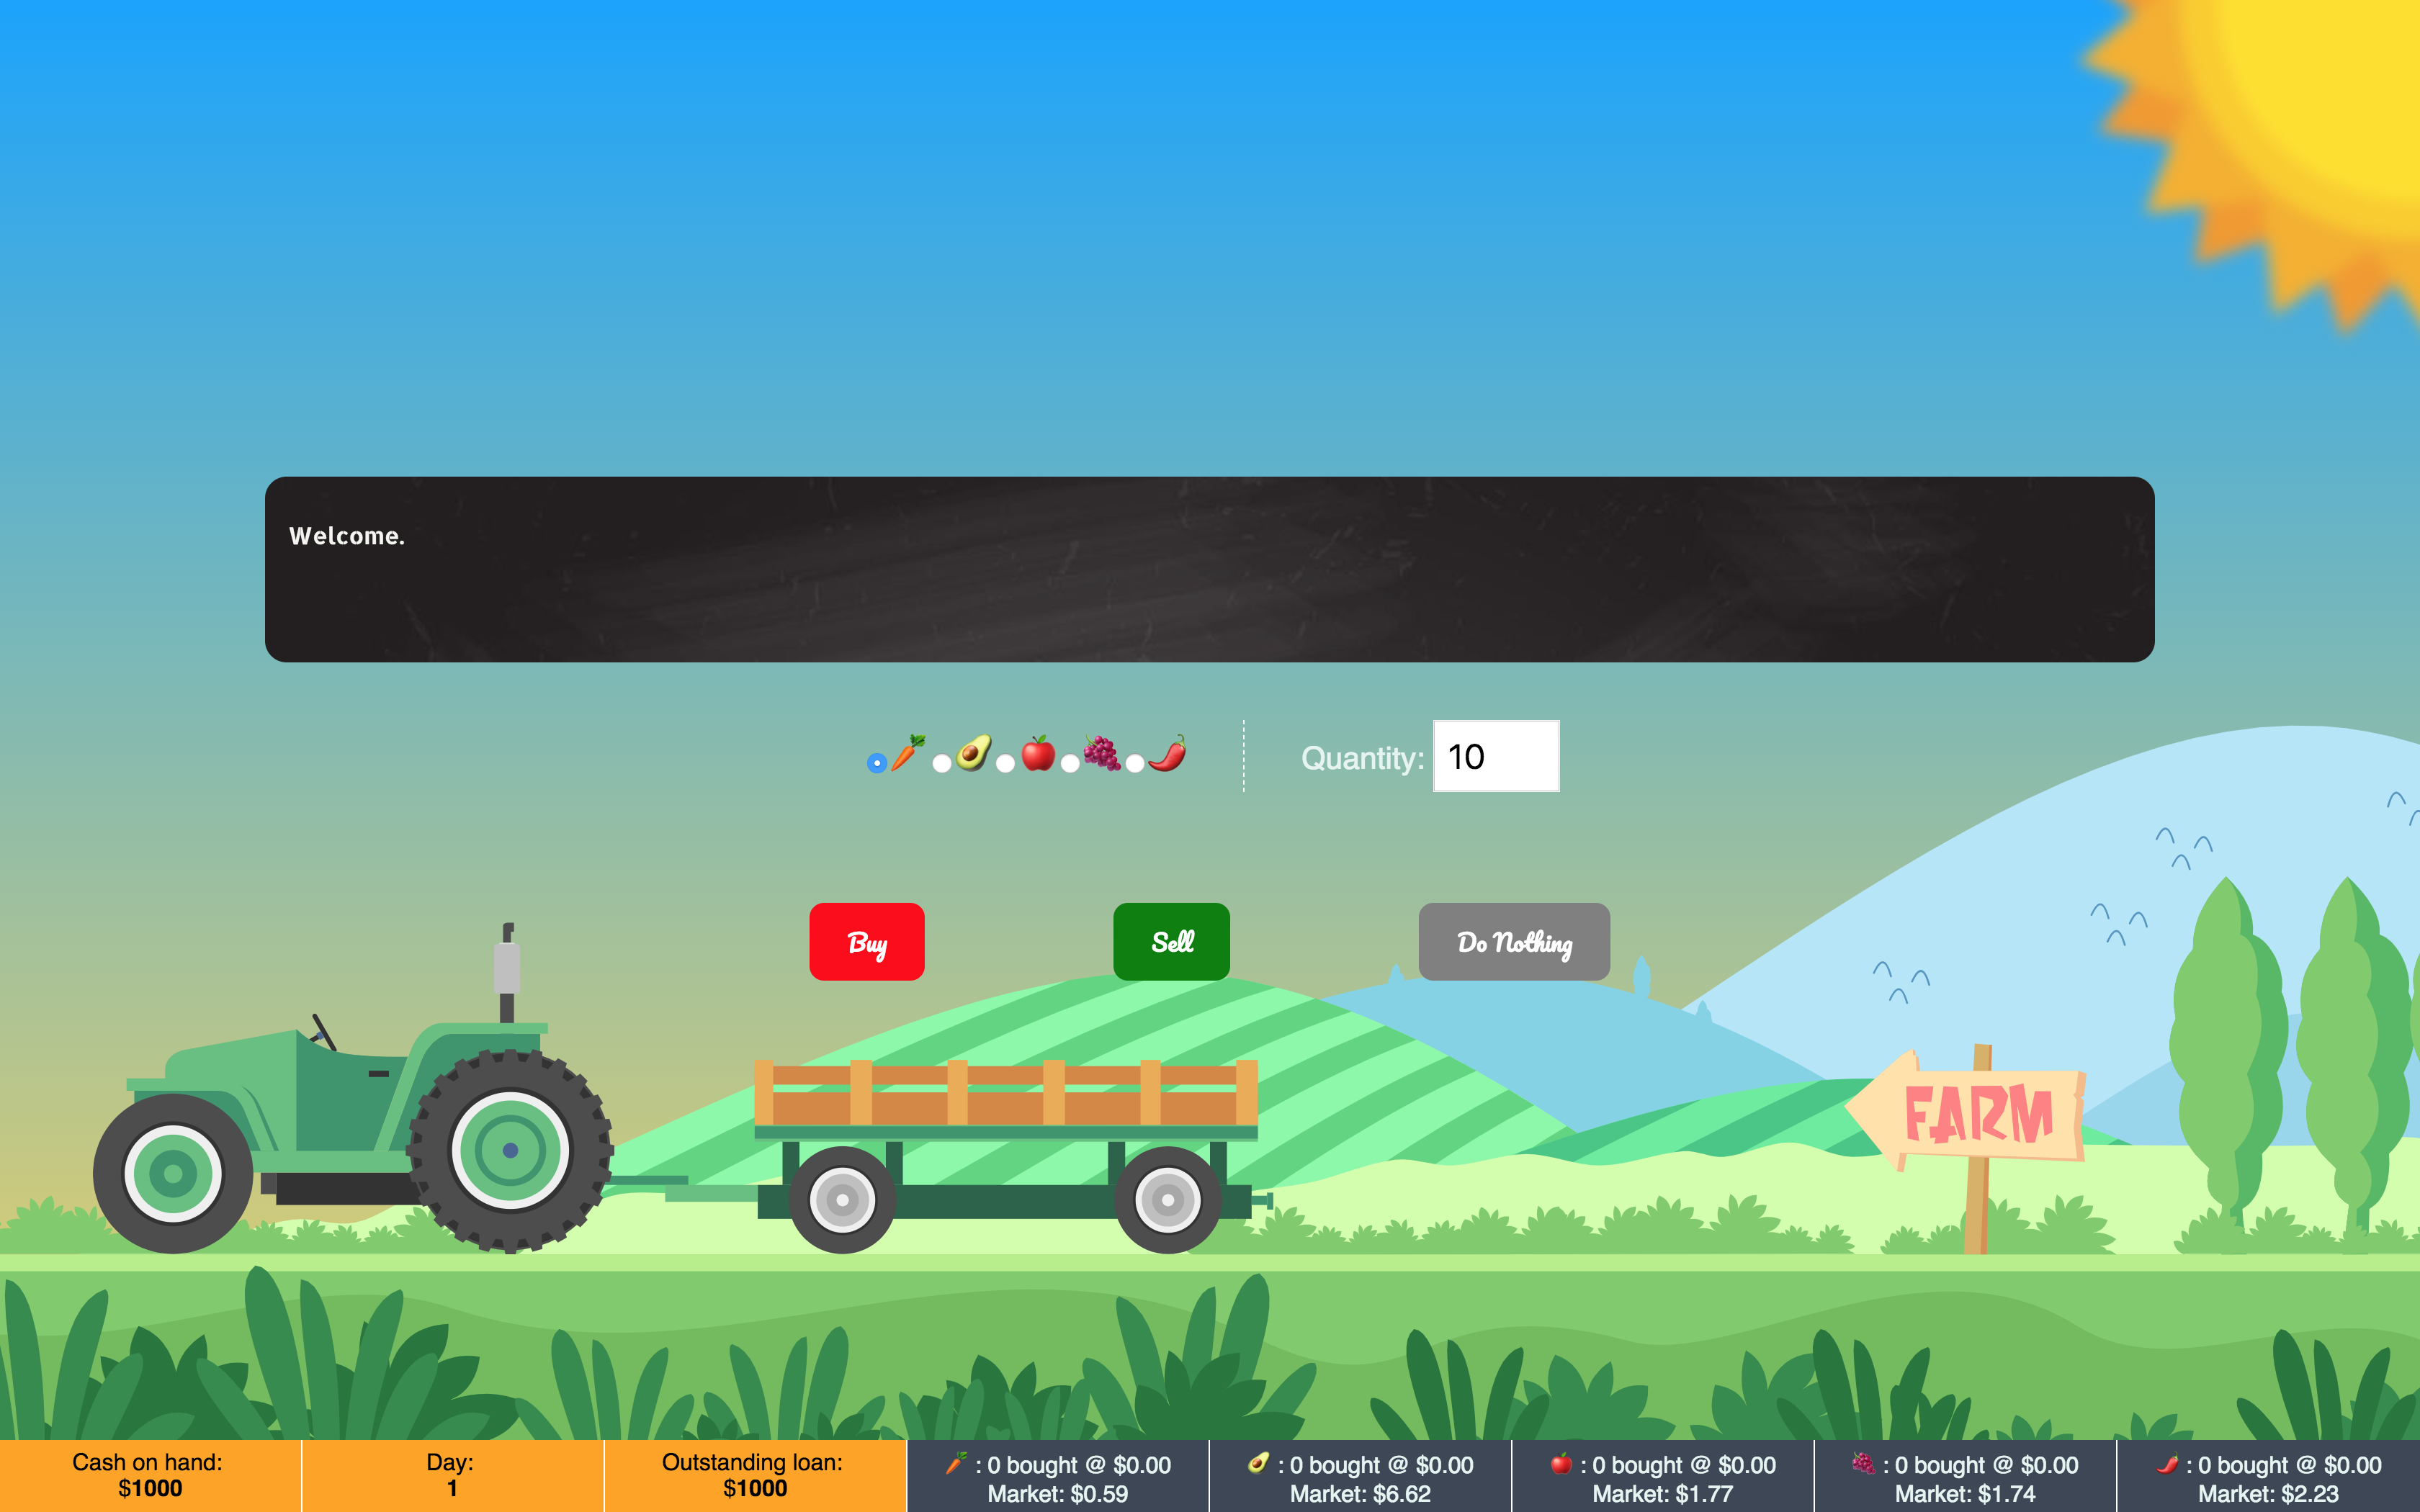 Welcome.
Quantity: 10
Buy
Sell
Do Nothing
FARM
Cash on hand:
$1000
Day:
1
Outstanding loan:
$1000
🥕 : 0 bought @ $0.00
Market: $0.59
🥑 : 0 bought @ $0.00
Market: $6.62
🍎 : 0 bought @ $0.00
Market: $1.77
🍇 : 0 bought @ $0.00
Market: $1.74
🌶️ : 0 bought @ $0.00
Market: $2.23